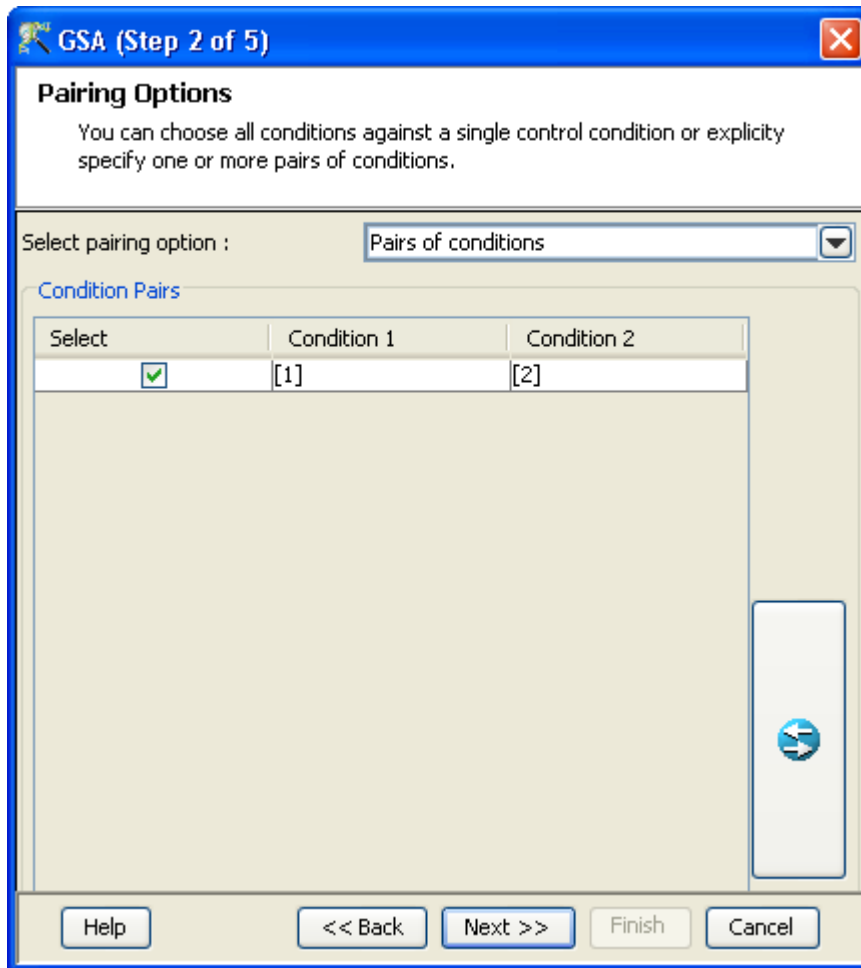 GSA (Step 2 of 5)
Pairing Options
You can choose all conditions against a single control condition or explicity
specify one or more pairs of conditions.
Select pairing option : Pairs of conditions
Condition Pairs
Select Condition 1 Condition 2
[1] [2]
Help << Back Next >> Finish Cancel